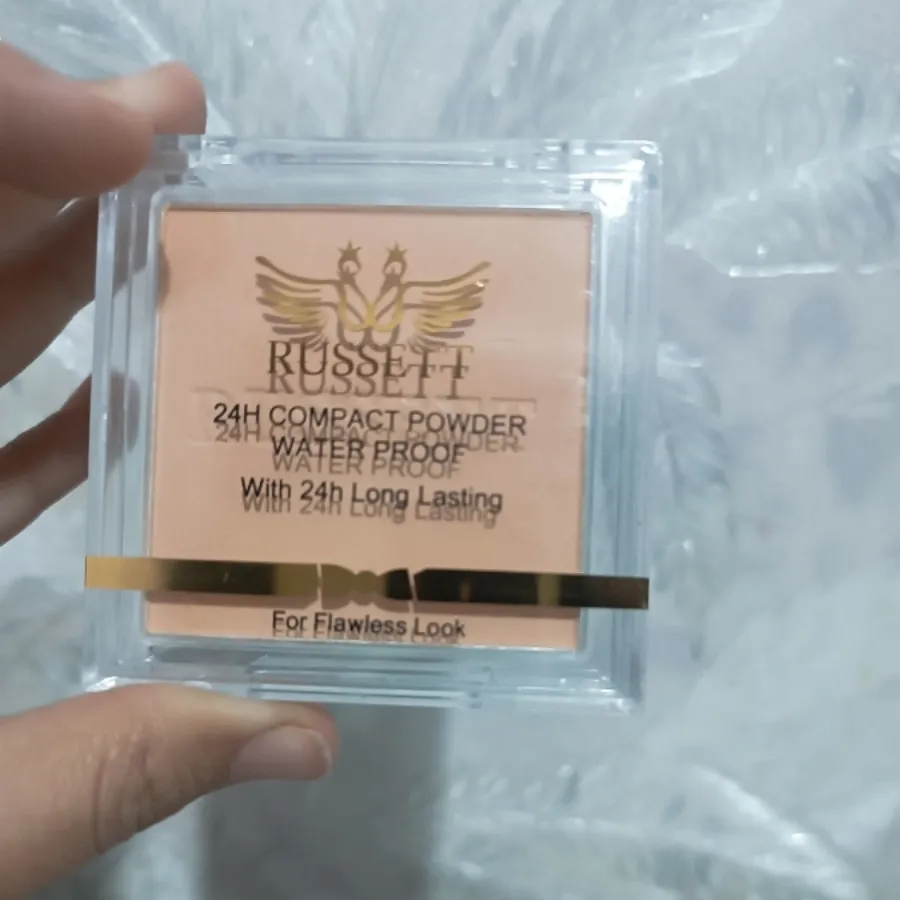 RUSSETT
24H COMPACT POWDER
WATER PROOF
With 24h Long Lasting
For Flawless Look